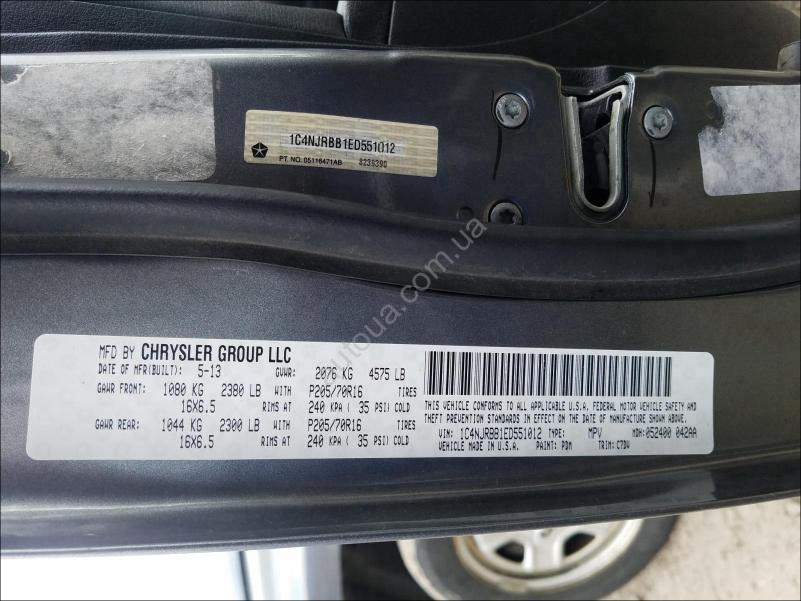 1C4NJRBB1ED551012
PT. NO. 05116471AB 8239390
autoua.com.ua
MFD BY CHRYSLER GROUP LLC
DATE OF MFR(BUILT): 5-13 GVWR: 2076 KG 4575 LB
GAWR FRONT: 1080 KG 2380 LB WITH P205/70R16 TIRES
16X6.5 RIMS AT 240 KPA ( 35 PSI) COLD
GAWR REAR: 1044 KG 2300 LB WITH P205/70R16 TIRES
16X6.5 RIMS AT 240 KPA ( 35 PSI) COLD
THIS VEHICLE CONFORMS TO ALL APPLICABLE U.S.A. FEDERAL MOTOR VEHICLE SAFETY AND
THEFT PREVENTION STANDARDS IN EFFECT ON THE DATE OF MANUFACTURE SHOWN ABOVE.
VIN: 1C4NJRBB1ED551012 TYPE: MPV MDH: 052400 042AA
VEHICLE MADE IN U.S.A. PAINT: PDM TRIM: C7DV